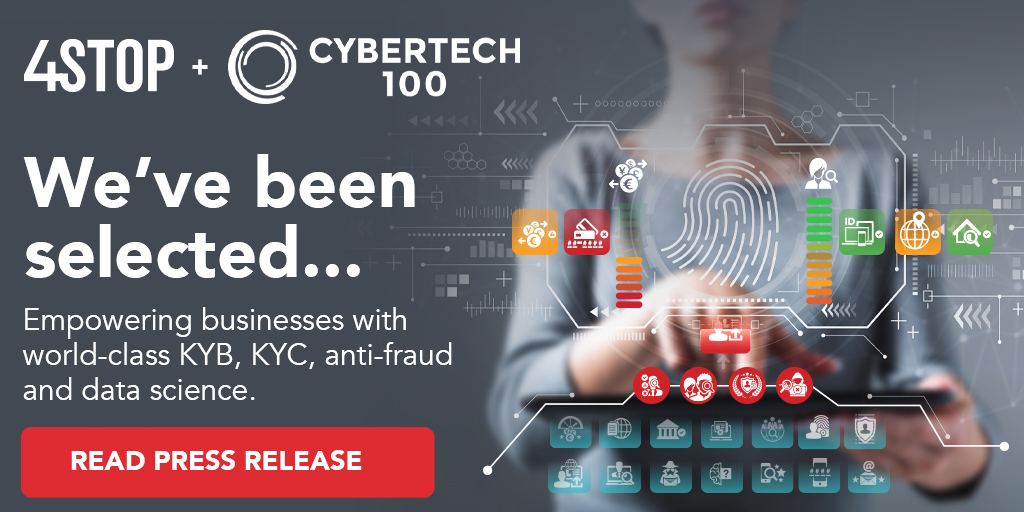 4STOP + CYBERTECH
100
We've been
selected...
Empowering businesses with
world-class KYB, KYC, anti-fraud
and data science.
READ PRESS RELEASE
ID